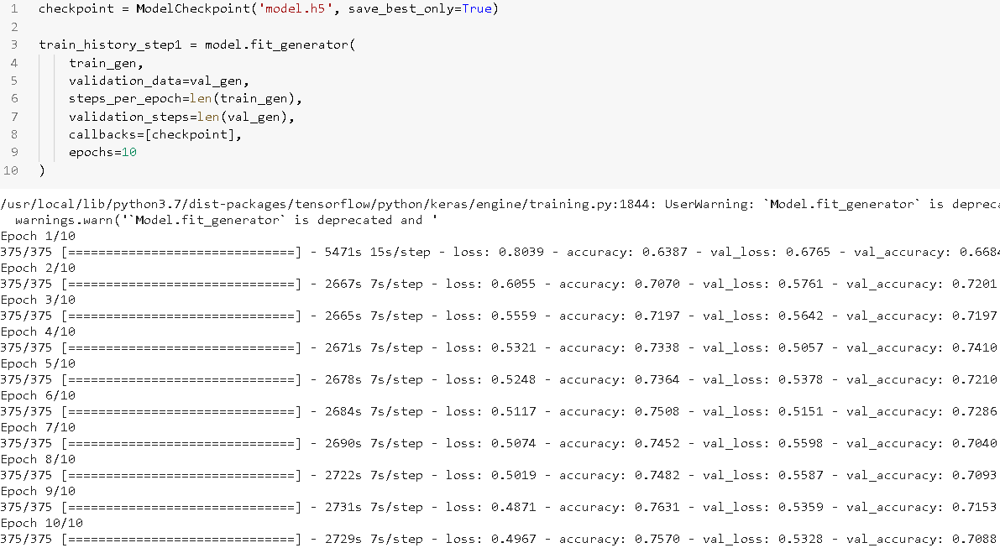 1 checkpoint = ModelCheckpoint('model.h5', save_best_only=True)
2
3 train_history_step1 = model.fit_generator(
4 train_gen,
5 validation_data=val_gen,
6 steps_per_epoch=len(train_gen),
7 validation_steps=len(val_gen),
8 callbacks=[checkpoint],
9 epochs=10
10 )
/usr/local/lib/python3.7/dist-packages/tensorflow/python/keras/engine/training.py:1844: UserWarning: `Model.fit_generator` is depreca
warnings.warn('`Model.fit_generator` is deprecated and '
Epoch 1/10
375/375 [==============================] - 5471s 15s/step - loss: 0.8039 - accuracy: 0.6387 - val_loss: 0.6765 - val_accuracy: 0.6684
Epoch 2/10
375/375 [==============================] - 2667s 7s/step - loss: 0.6055 - accuracy: 0.7070 - val_loss: 0.5761 - val_accuracy: 0.7201
Epoch 3/10
375/375 [==============================] - 2665s 7s/step - loss: 0.5559 - accuracy: 0.7197 - val_loss: 0.5642 - val_accuracy: 0.7197
Epoch 4/10
375/375 [==============================] - 2671s 7s/step - loss: 0.5321 - accuracy: 0.7338 - val_loss: 0.5057 - val_accuracy: 0.7410
Epoch 5/10
375/375 [==============================] - 2678s 7s/step - loss: 0.5248 - accuracy: 0.7364 - val_loss: 0.5378 - val_accuracy: 0.7210
Epoch 6/10
375/375 [==============================] - 2684s 7s/step - loss: 0.5117 - accuracy: 0.7508 - val_loss: 0.5151 - val_accuracy: 0.7286
Epoch 7/10
375/375 [==============================] - 2690s 7s/step - loss: 0.5074 - accuracy: 0.7452 - val_loss: 0.5598 - val_accuracy: 0.7040
Epoch 8/10
375/375 [==============================] - 2722s 7s/step - loss: 0.5019 - accuracy: 0.7482 - val_loss: 0.5587 - val_accuracy: 0.7093
Epoch 9/10
375/375 [==============================] - 2731s 7s/step - loss: 0.4871 - accuracy: 0.7631 - val_loss: 0.5359 - val_accuracy: 0.7153
Epoch 10/10
375/375 [==============================] - 2729s 7s/step - loss: 0.4967 - accuracy: 0.7570 - val_loss: 0.5328 - val_accuracy: 0.7088